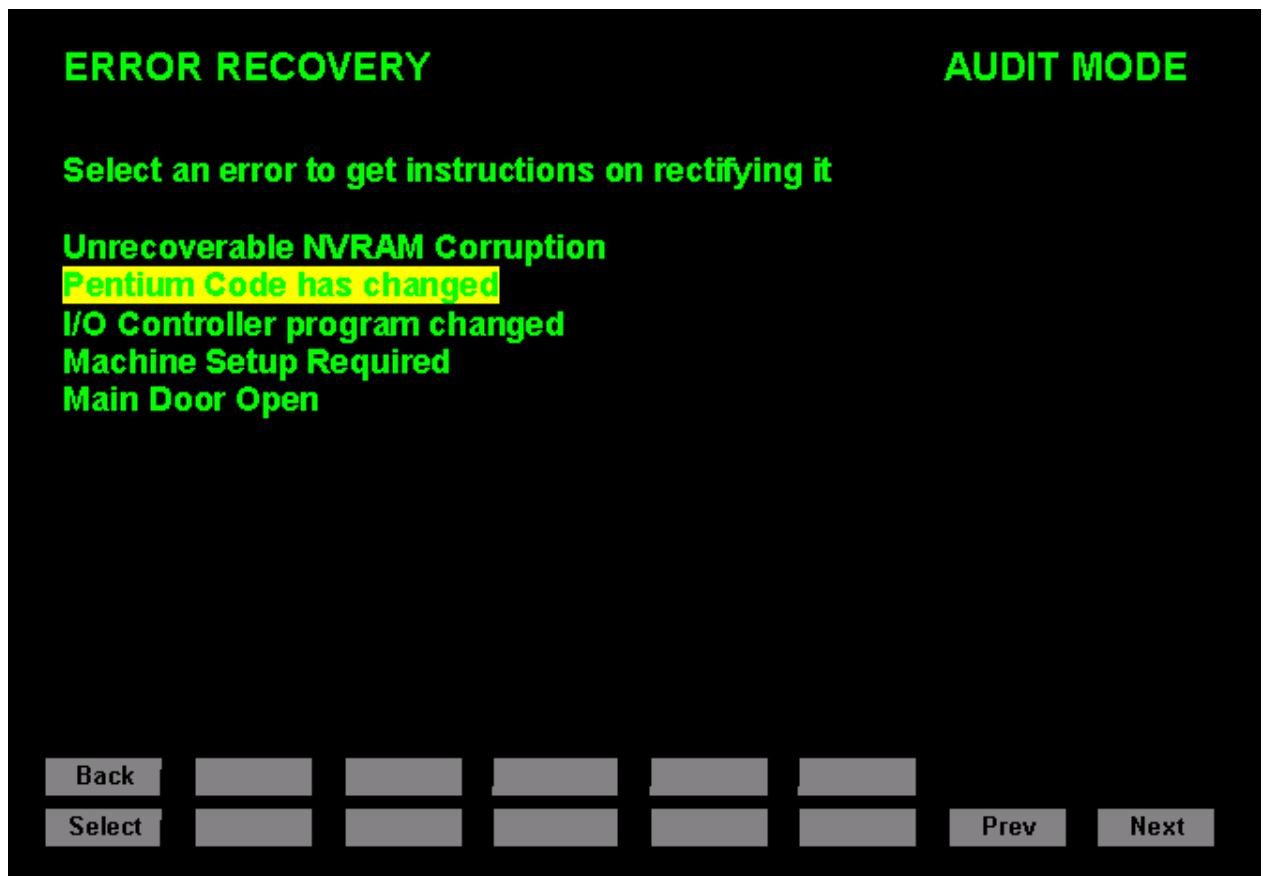 ERROR RECOVERY AUDIT MODE
Select an error to get instructions on rectifying it
Unrecoverable NVRAM Corruption
Pentium Code has changed
I/O Controller program changed
Machine Setup Required
Main Door Open
Back
Select Prev Next